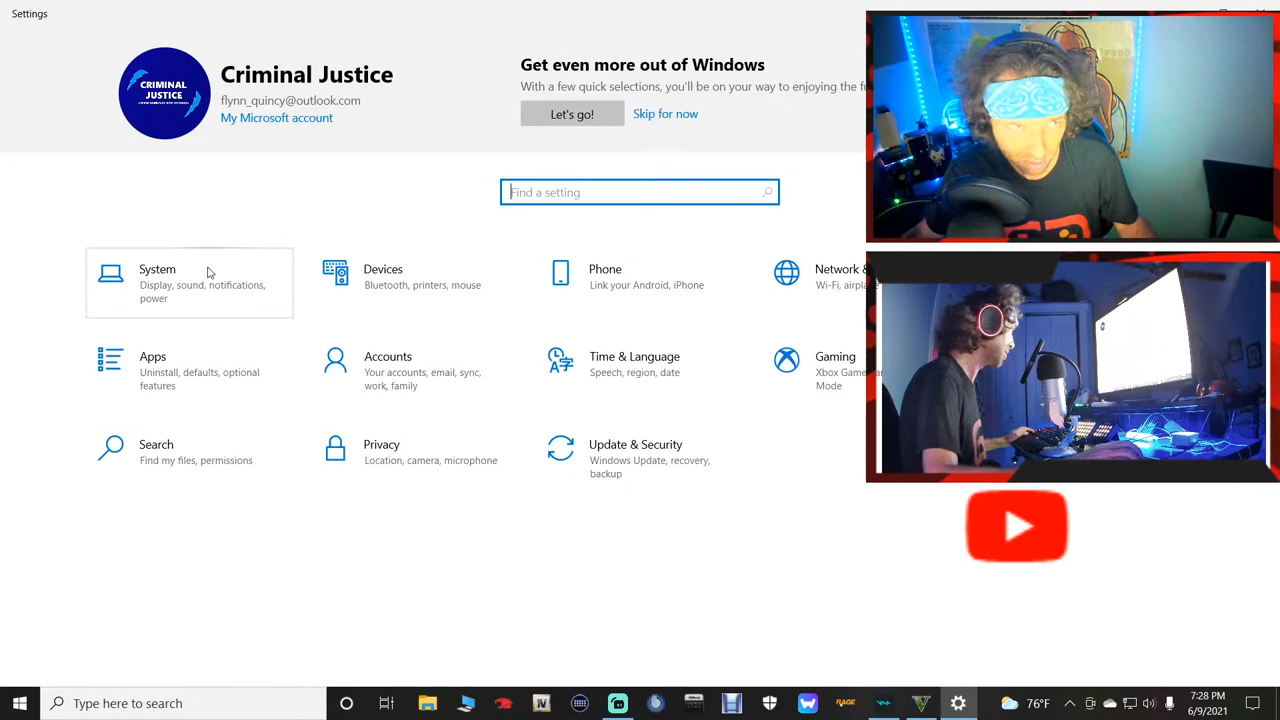 Settings
CRIMINAL
JUSTICE
Criminal Justice
flynn_quincy@outlook.com
My Microsoft account
Get even more out of Windows
With a few quick selections, you'll be on your way to enjoying the fu
Let's go!
Skip for now
Find a setting
System
Display, sound, notifications,
power
Devices
Bluetooth, printers, mouse
Phone
Link your Android, iPhone
Network &
Wi-Fi, airplane
Apps
Uninstall, defaults, optional
features
Accounts
Your accounts, email, sync,
work, family
Time & Language
Speech, region, date
Gaming
Xbox Game
Mode
Search
Find my files, permissions
Privacy
Location, camera, microphone
Update & Security
Windows Update, recovery,
backup
Type here to search
RAGE
76°F
7:28 PM
6/9/2021